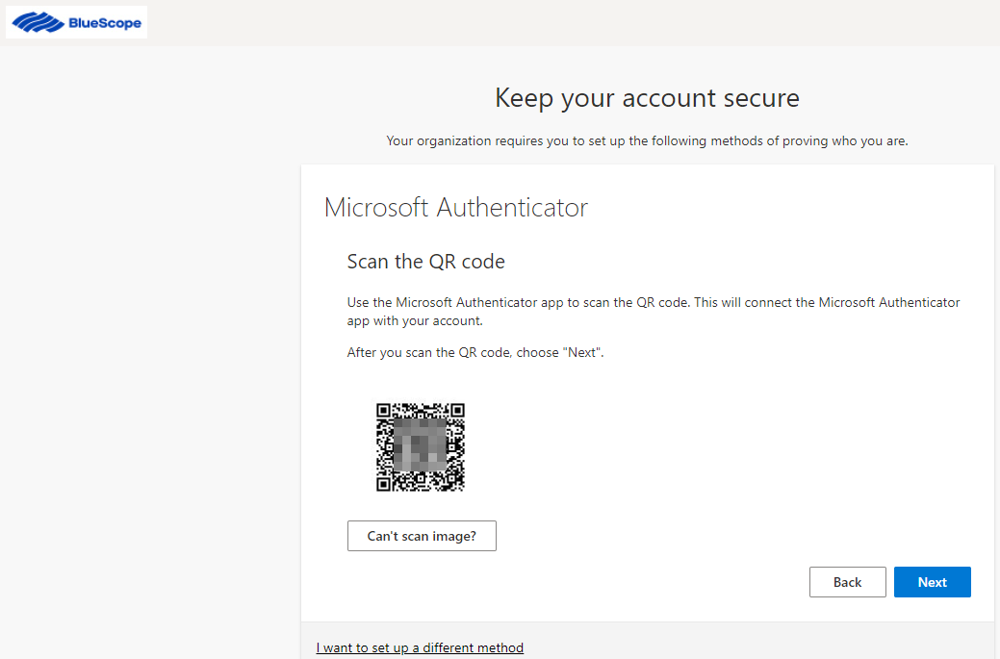 BlueScope
Keep your account secure
Your organization requires you to set up the following methods of proving who you are.
Microsoft Authenticator
Scan the QR code
Use the Microsoft Authenticator app to scan the QR code. This will connect the Microsoft Authenticator
app with your account.
After you scan the QR code, choose "Next".
Can't scan image?
Back
Next
I want to set up a different method